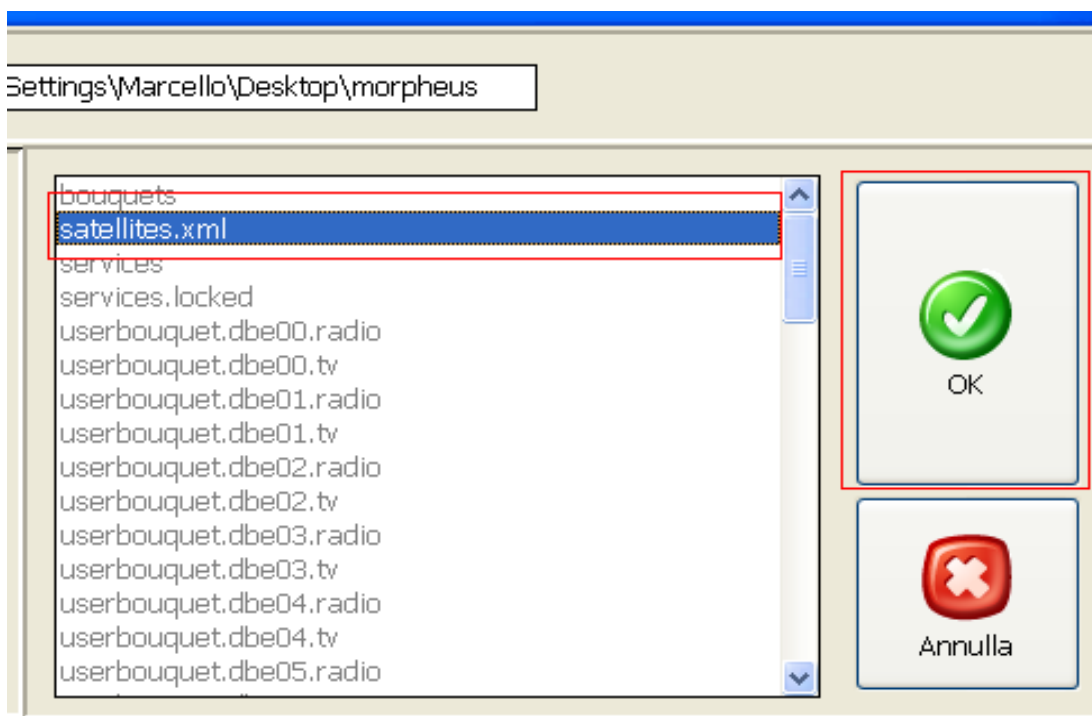 Settings\Marcello\Desktop\morpheus
bouquets
satellites.xml
services
services.locked
userbouquet.dbe00.radio
userbouquet.dbe00.tv
userbouquet.dbe01.radio
userbouquet.dbe01.tv
userbouquet.dbe02.radio
userbouquet.dbe02.tv
userbouquet.dbe03.radio
userbouquet.dbe03.tv
userbouquet.dbe04.radio
userbouquet.dbe04.tv
userbouquet.dbe05.radio
OK
Annulla